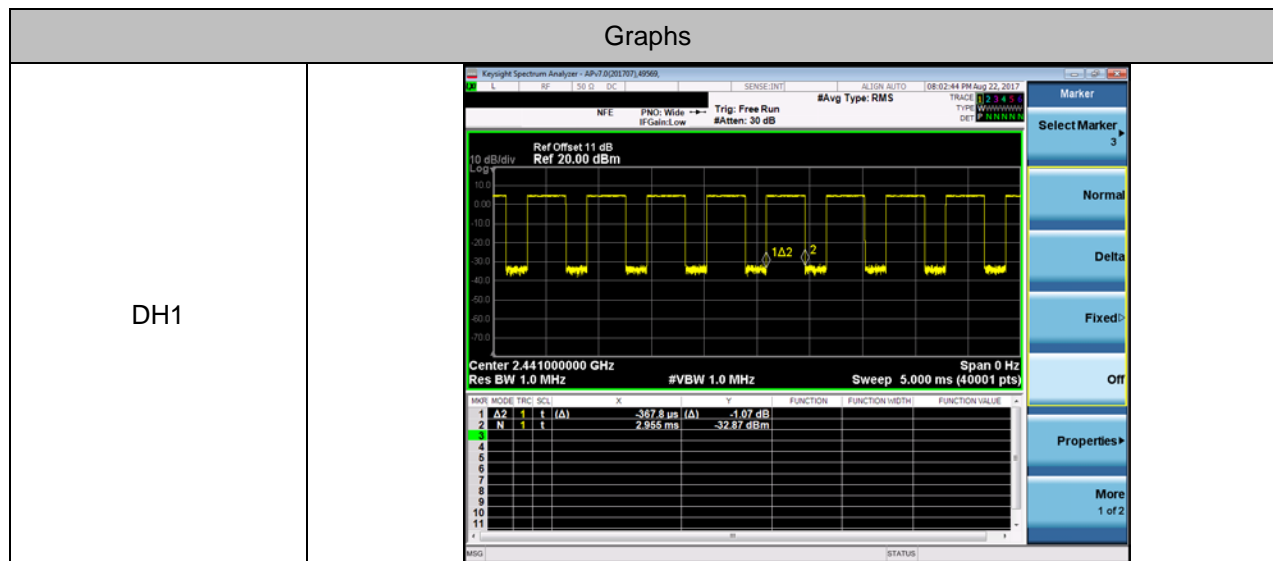 Graphs
DH1
Keysight Spectrum Analyzer - APv7.0(201707),49569,
L RF 50 Ω DC SENSE:INT ALIGN AUTO 08:02:44 PM Aug 22, 2017
#Avg Type: RMS TRACE 1 2 3 4 5 6
NFE PNO: Wide Trig: Free Run TYPE WWWWWW
IFGain:Low #Atten: 30 dB DET P N N N N N
Ref Offset 11 dB
10 dB/div Ref 20.00 dBm
Log
10.0
0.00
-10.0
-20.0
-30.0
-40.0
-50.0
-60.0
-70.0
1Δ2 2
Center 2.441000000 GHz Span 0 Hz
Res BW 1.0 MHz #VBW 1.0 MHz Sweep 5.000 ms (40001 pts)
MKR MODE TRC SCL X Y FUNCTION FUNCTION WIDTH FUNCTION VALUE
1 Δ2 1 t (Δ) -367.8 µs (Δ) -1.07 dB
2 N 1 t 2.955 ms -32.87 dBm
3
4
5
6
7
8
9
10
11
MSG STATUS
Marker
Select Marker
3
Normal
Delta
Fixed
Off
Properties
More
1 of 2